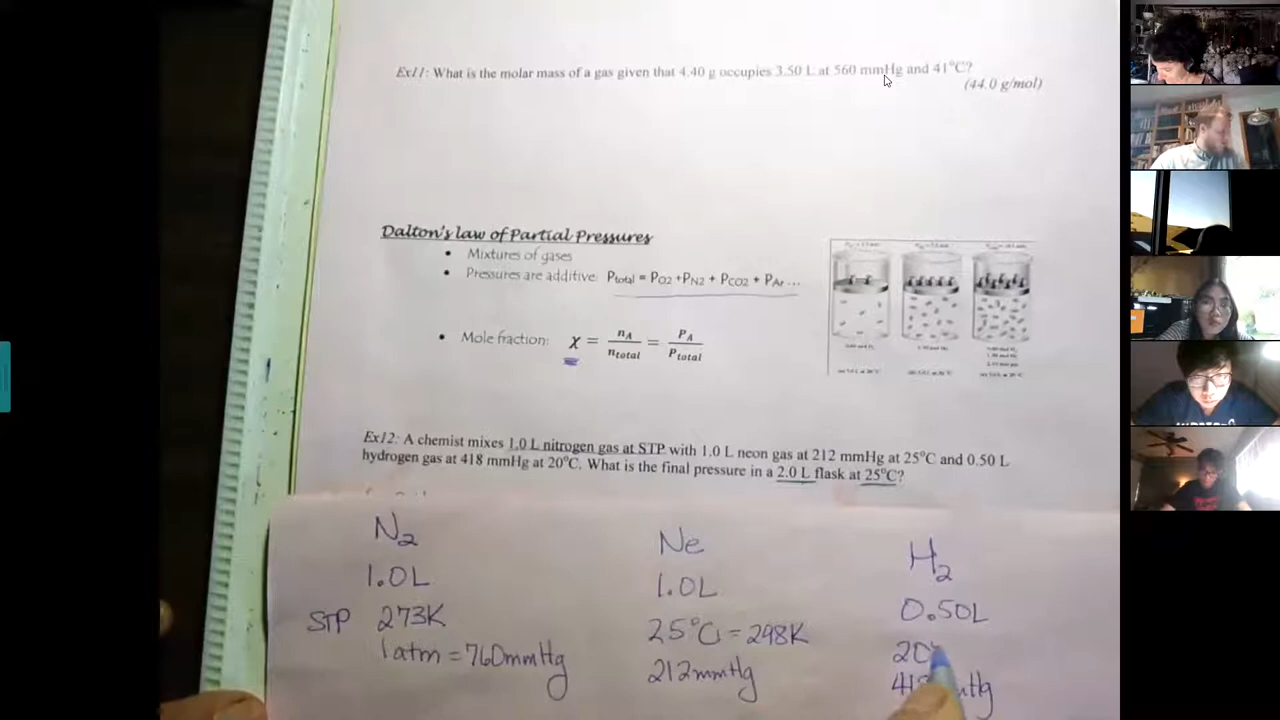 Ex11: What is the molar mass of a gas given that 4.40 g occupies 3.50 L at 560 mmHg and 41°C?
(44.0 g/mol)
Dalton's law of Partial Pressures
• Mixtures of gases
• Pressures are additive: Ptotal = PO2 +PN2 + PCO2 + PAr ...
• Mole fraction: χ = nA/ntotal = PA/Ptotal
Ex12: A chemist mixes 1.0 L nitrogen gas at STP with 1.0 L neon gas at 212 mmHg at 25°C and 0.50 L
hydrogen gas at 418 mmHg at 20°C. What is the final pressure in a 2.0 L flask at 25°C?
N2 Ne H2
1.0L 1.0L 0.50L
STP 273K 25°C = 298K 20
1atm = 760mmHg 212mmHg